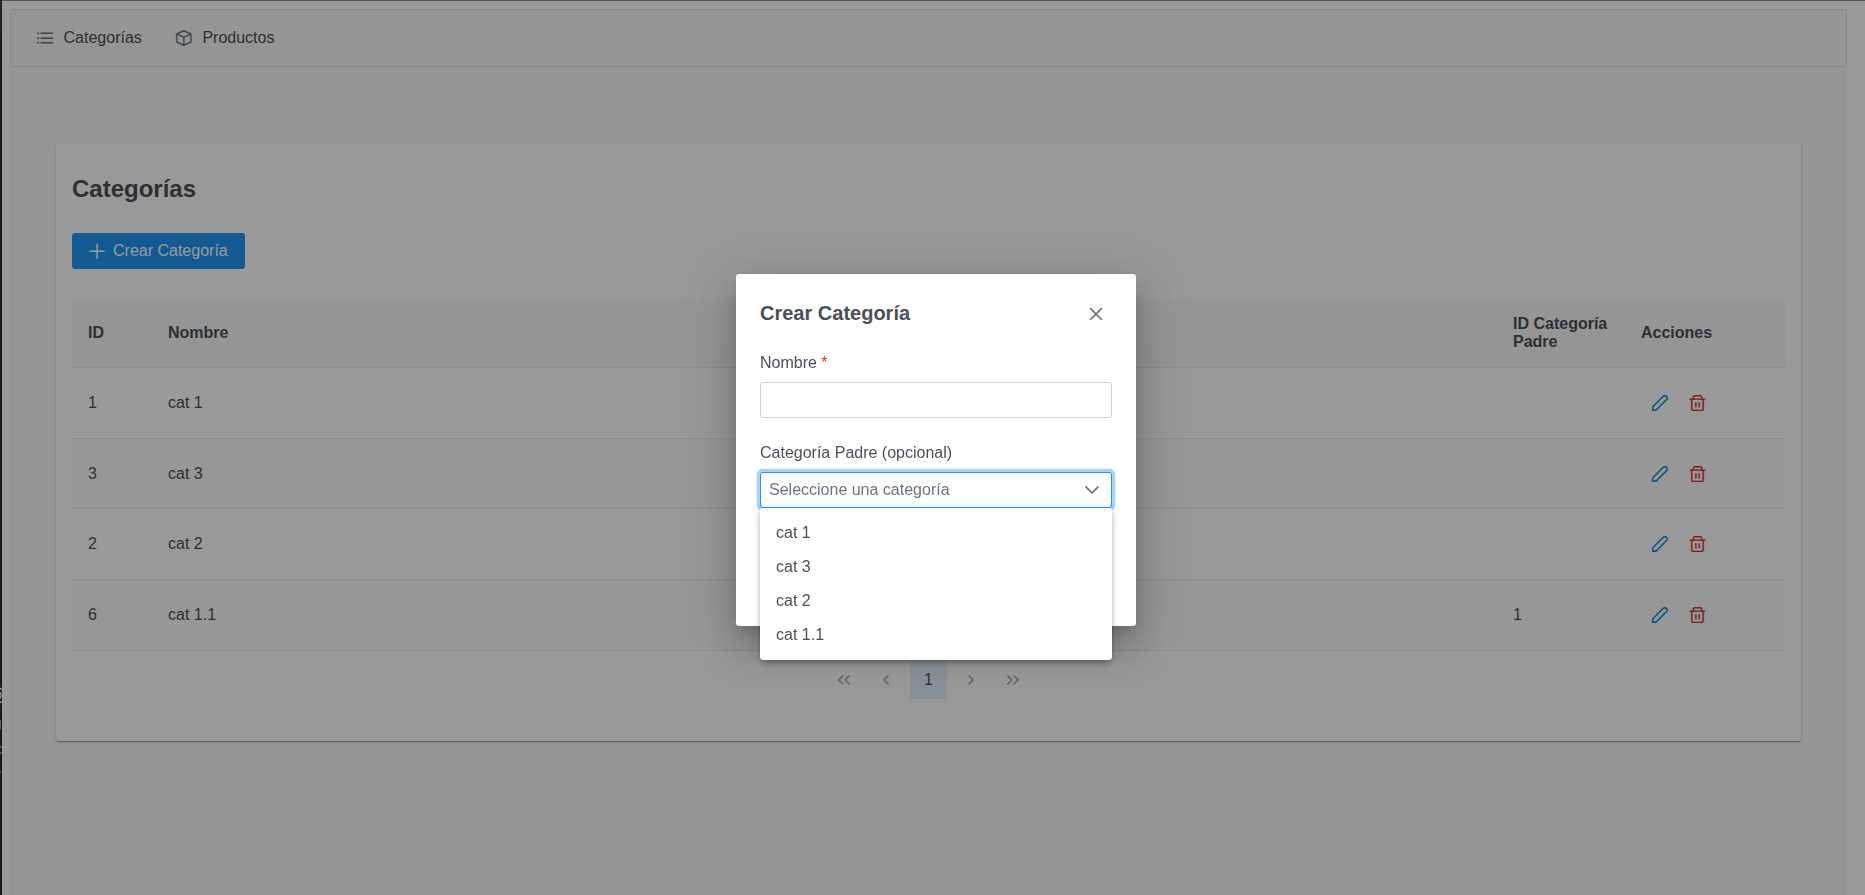 Categorías Productos
Categorías
Crear Categoría
ID Nombre ID Categoría Padre Acciones
1 cat 1
3 cat 3
2 cat 2
6 cat 1.1 1
1
Crear Categoría
Nombre *
Categoría Padre (opcional)
Seleccione una categoría
cat 1
cat 3
cat 2
cat 1.1